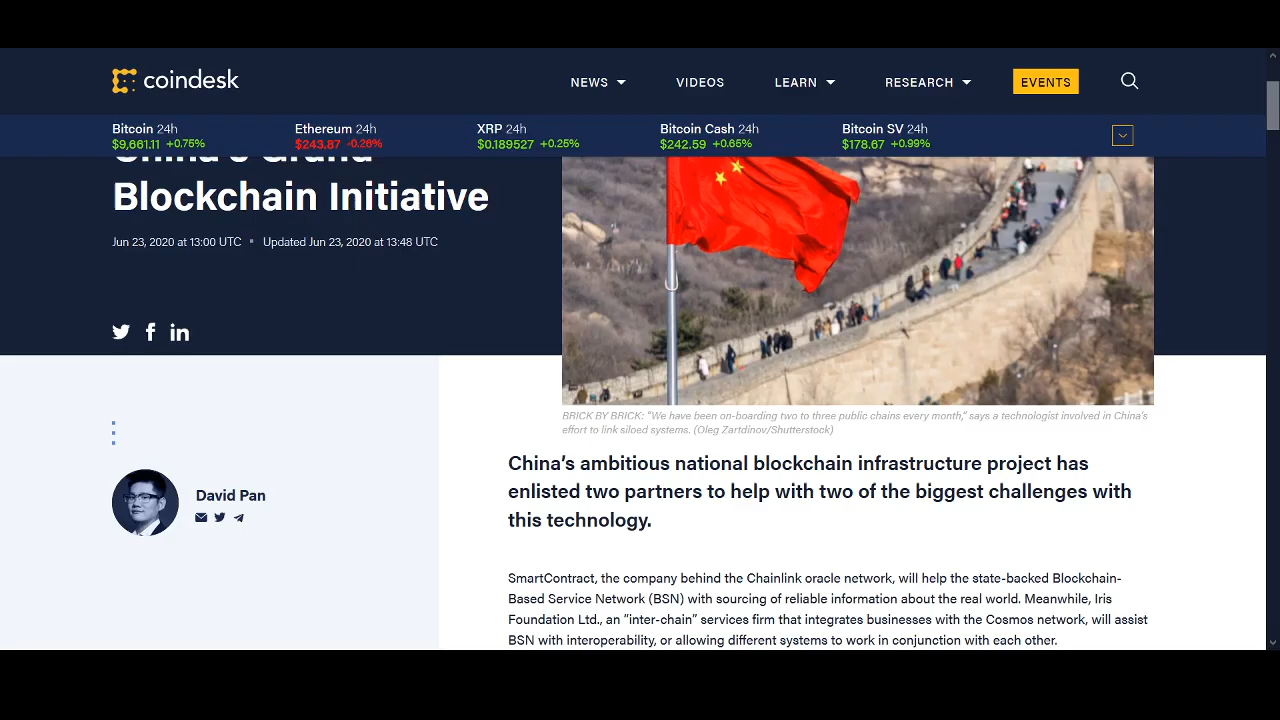 coindesk
NEWS VIDEOS LEARN RESEARCH EVENTS
Bitcoin 24h Ethereum 24h XRP 24h Bitcoin Cash 24h Bitcoin SV 24h
$9,661.11 +0.75% $243.87 -0.28% $0.189527 +0.25% $242.59 +0.65% $178.67 +0.99%
China's Grand
Blockchain Initiative
Jun 23, 2020 at 13:00 UTC • Updated Jun 23, 2020 at 13:48 UTC
BRICK BY BRICK: "We have been on-boarding two to three public chains every month," says a technologist involved in China's
effort to link siloed systems. (Oleg Zartdinov/Shutterstock)
David Pan
China's ambitious national blockchain infrastructure project has
enlisted two partners to help with two of the biggest challenges with
this technology.
SmartContract, the company behind the Chainlink oracle network, will help the state-backed Blockchain-
Based Service Network (BSN) with sourcing of reliable information about the real world. Meanwhile, Iris
Foundation Ltd., an "inter-chain" services firm that integrates businesses with the Cosmos network, will assist
BSN with interoperability, or allowing different systems to work in conjunction with each other.